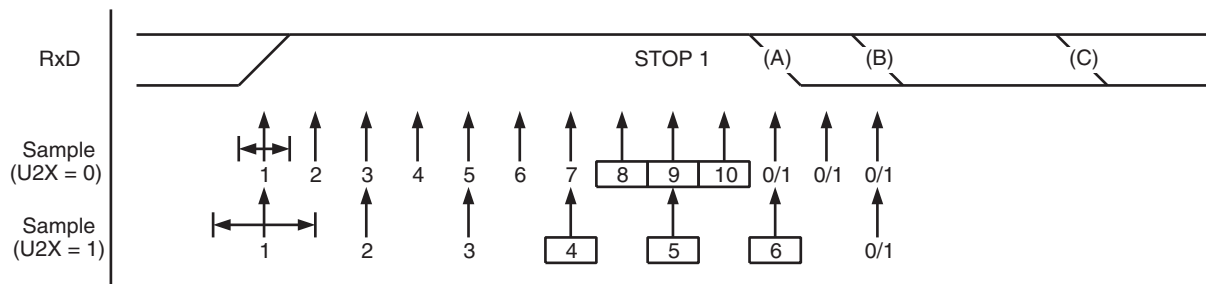 RxD STOP 1 (A) (B) (C)
Sample
(U2X = 0)
1 2 3 4 5 6 7 8 9 10 0/1 0/1 0/1
Sample
(U2X = 1)
1 2 3 4 5 6 0/1